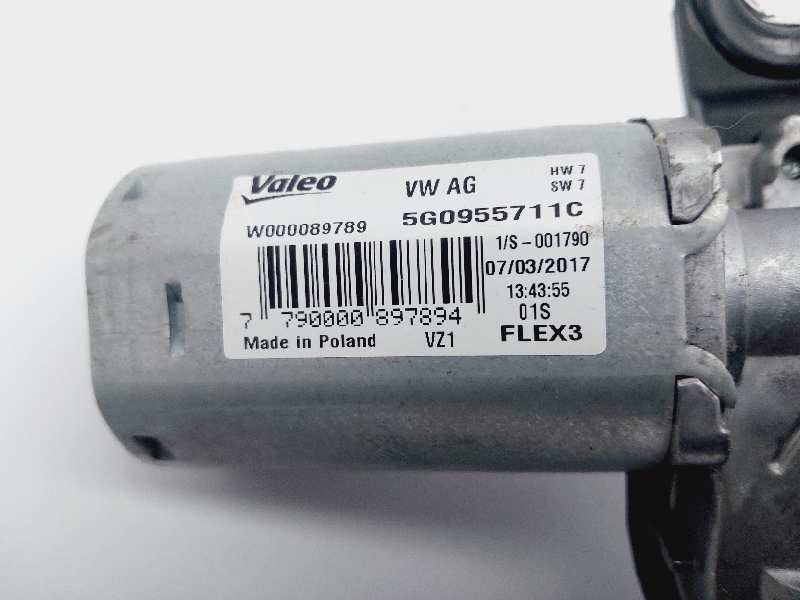 Valeo VW AG HW 7
SW 7
W000089789 5G0955711C
1/S-001790
07/03/2017
13:43:55
7 790000 897894 01S
Made in Poland VZ1 FLEX3